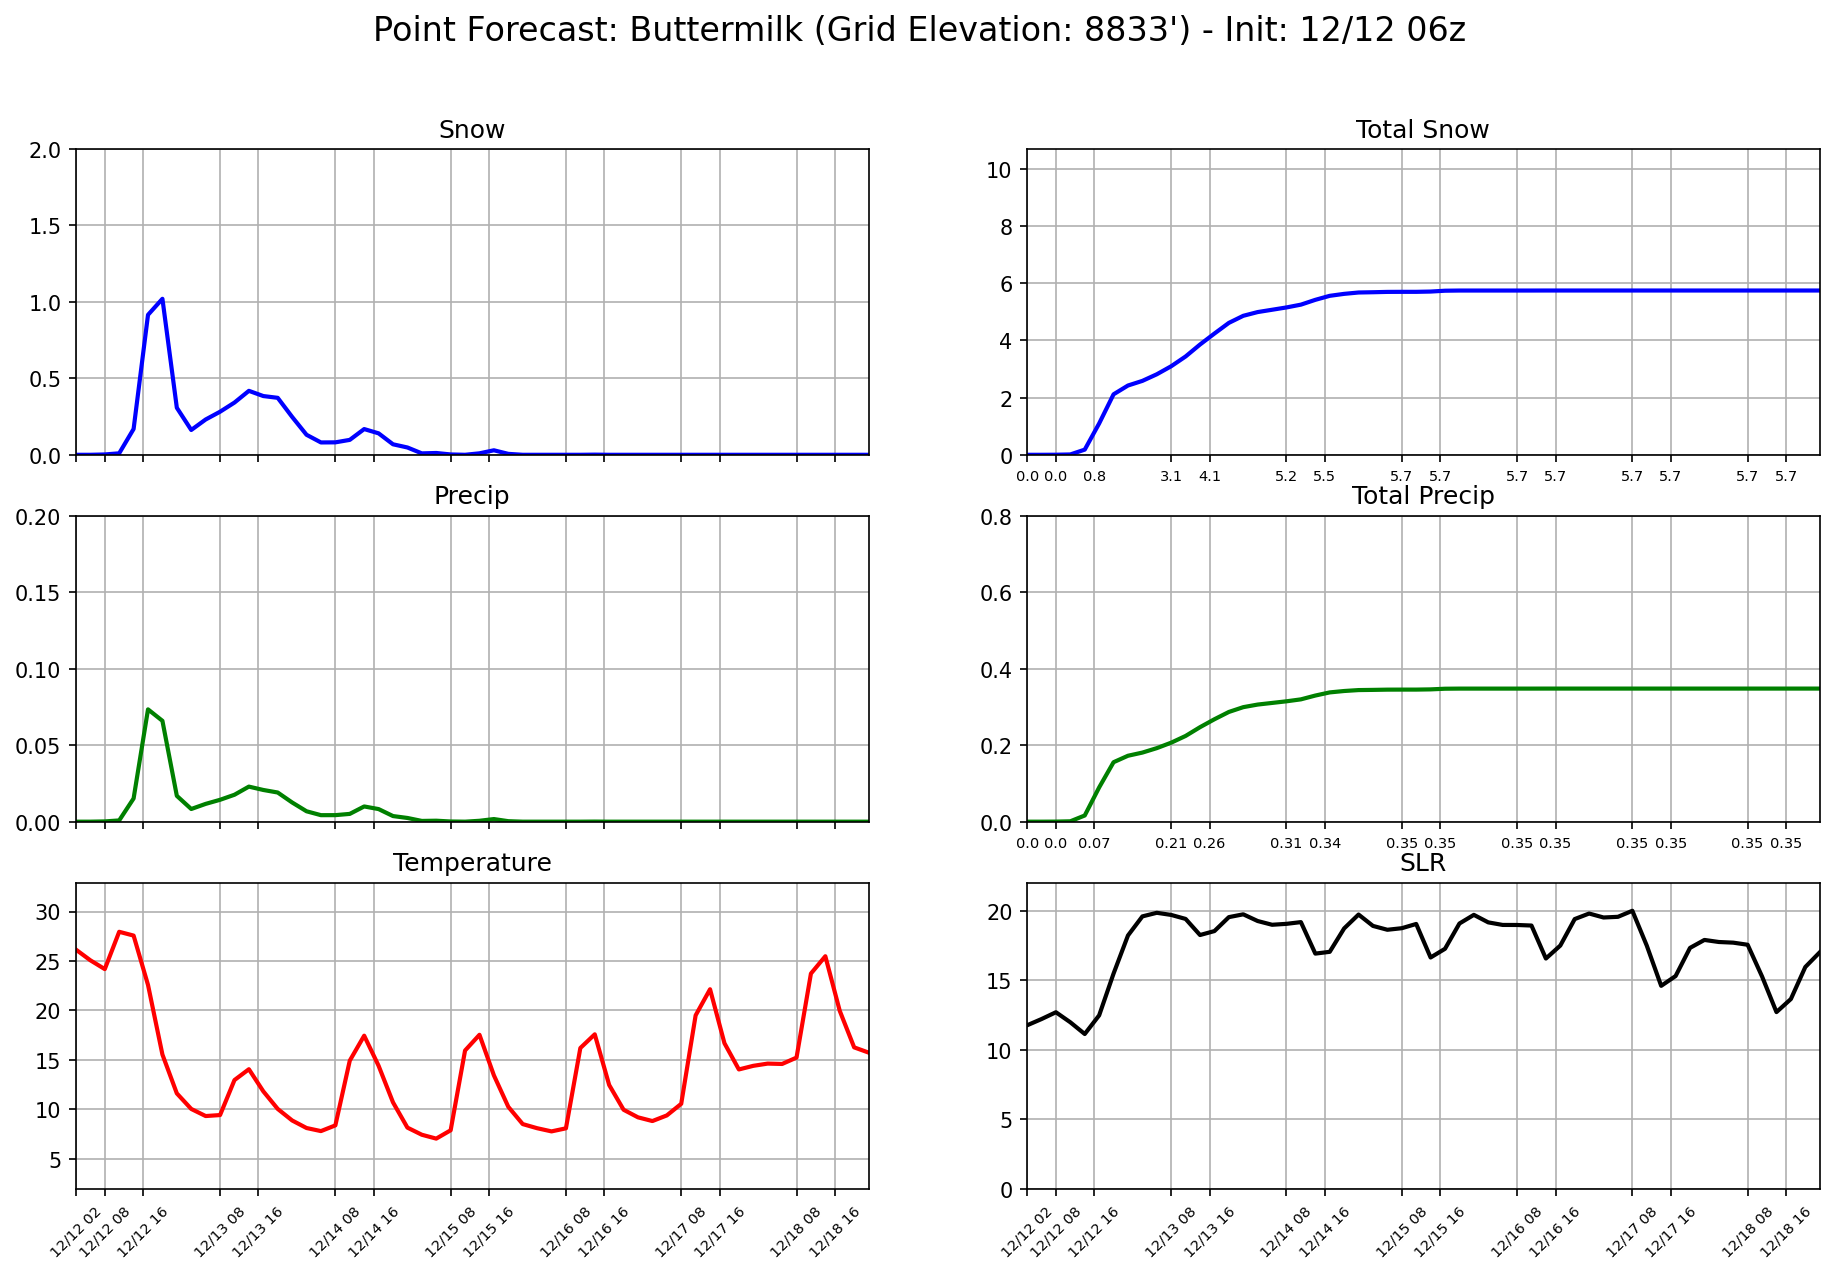 Point Forecast: Buttermilk (Grid Elevation: 8833') - Init: 12/12 06z
Snow
2.0
1.5
1.0
0.5
0.0
Total Snow
10
8
6
4
2
0
0.0 0.0 0.8 3.1 4.1 5.2 5.5 5.7 5.7 5.7 5.7 5.7 5.7 5.7 5.7
Precip
0.20
0.15
0.10
0.05
0.00
Total Precip
0.8
0.6
0.4
0.2
0.0
0.0 0.0 0.07 0.21 0.26 0.31 0.34 0.35 0.35 0.35 0.35 0.35 0.35 0.35 0.35
Temperature
30
25
20
15
10
5
12/12 02 12/12 08 12/12 16 12/13 08 12/13 16 12/14 08 12/14 16 12/15 08 12/15 16 12/16 08 12/16 16 12/17 08 12/17 16 12/18 08 12/18 16
SLR
20
15
10
5
0
12/12 02 12/12 08 12/12 16 12/13 08 12/13 16 12/14 08 12/14 16 12/15 08 12/15 16 12/16 08 12/16 16 12/17 08 12/17 16 12/18 08 12/18 16